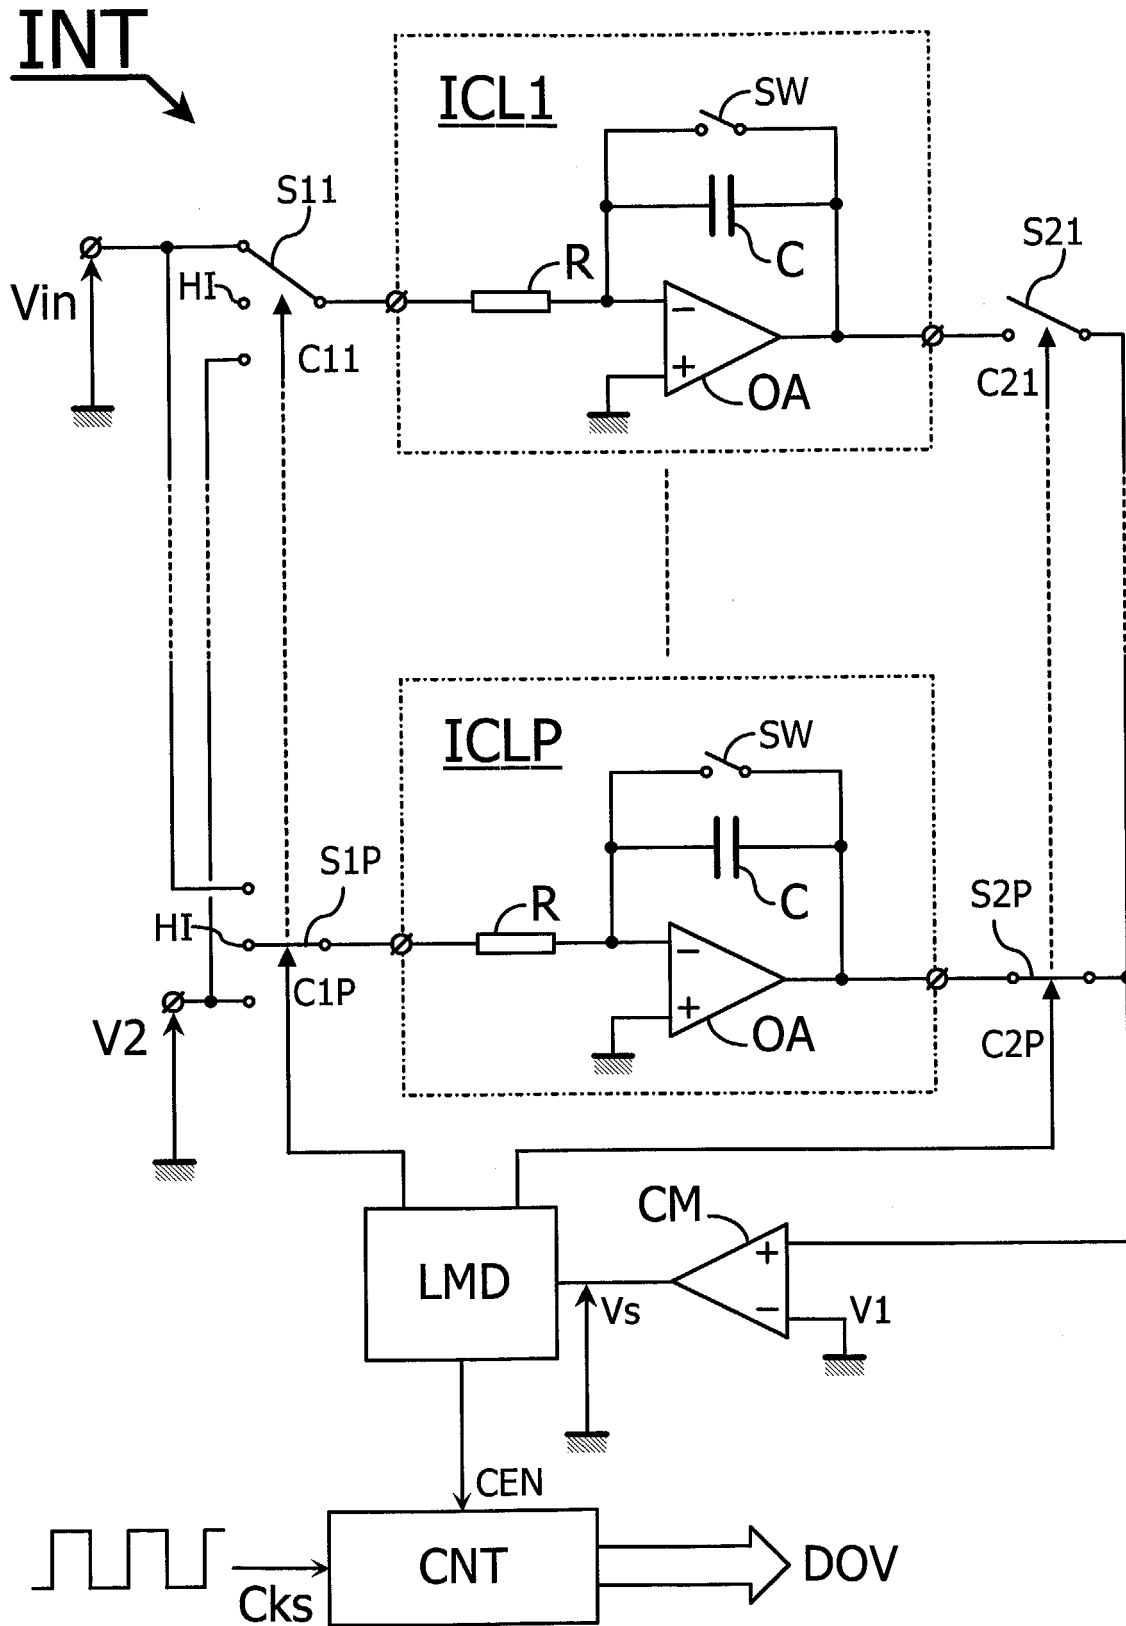 INT
ICL1
SW
S11
C
S21
R
HI
Vin
−
C11
+
OA
C21
ICLP
SW
S1P
C
S2P
R
HI
−
C1P
+
OA
V2
C2P
CM
+
LMD
Vs
−
V1
CEN
CNT
DOV
Cks